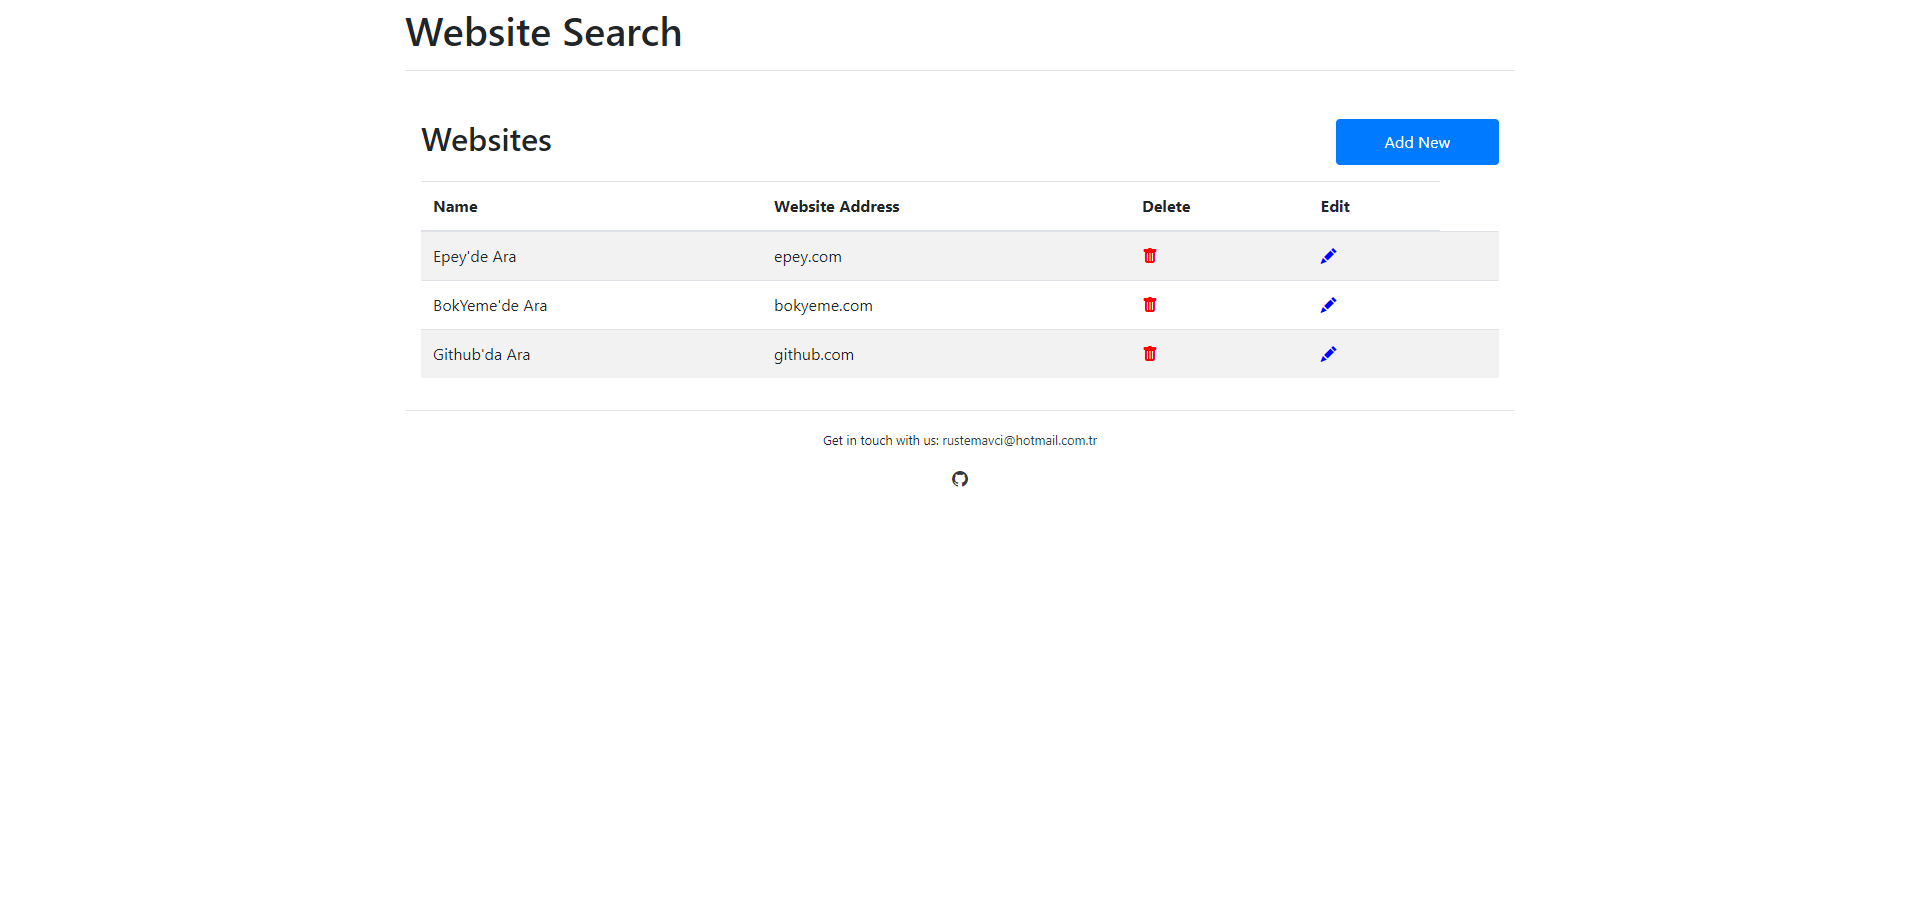 Website Search
Websites
Add New
Name Website Address Delete Edit
Epey'de Ara epey.com
BokYeme'de Ara bokyeme.com
Github'da Ara github.com
Get in touch with us: rustemavci@hotmail.com.tr